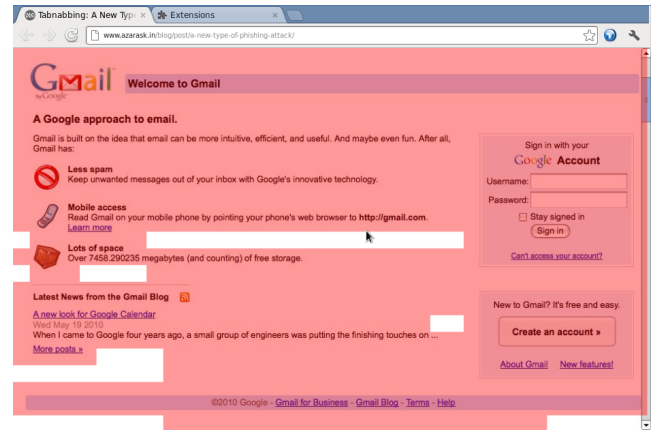 Tabnabbing: A New Typ
Extensions
www.azarask.in/blog/post/a-new-type-of-phishing-attack/
Gmail
by Google
Welcome to Gmail
A Google approach to email.
Gmail is built on the idea that email can be more intuitive, efficient, and useful. And maybe even fun. After all,
Gmail has:
Less spam
Keep unwanted messages out of your inbox with Google's innovative technology.
Mobile access
Read Gmail on your mobile phone by pointing your phone's web browser to http://gmail.com.
Learn more
Lots of space
Over 7458.290235 megabytes (and counting) of free storage.
Latest News from the Gmail Blog
A new look for Google Calendar
Wed May 19 2010
When I came to Google four years ago, a small group of engineers was putting the finishing touches on ...
More posts »
Sign in with your
Google Account
Username:
Password:
Stay signed in
Sign in
Can't access your account?
New to Gmail? It's free and easy.
Create an account »
About Gmail New features!
©2010 Google - Gmail for Business - Gmail Blog - Terms - Help